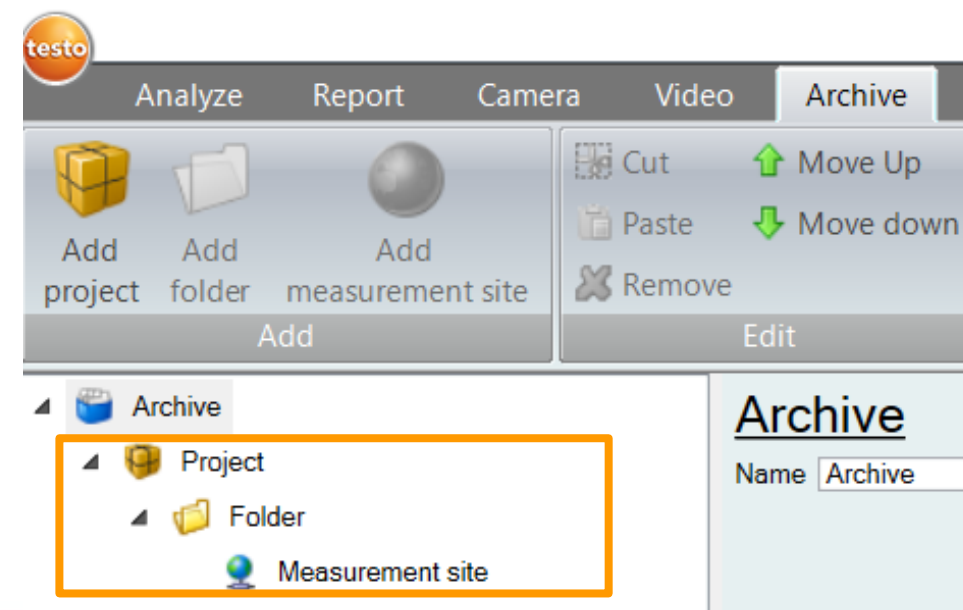 testo
Analyze Report Camera Video Archive
Cut Move Up
Paste Move down
Add project
Add folder
Add measurement site
Remove
Add Edit
Archive
Project
Folder
Measurement site
Archive
Name Archive